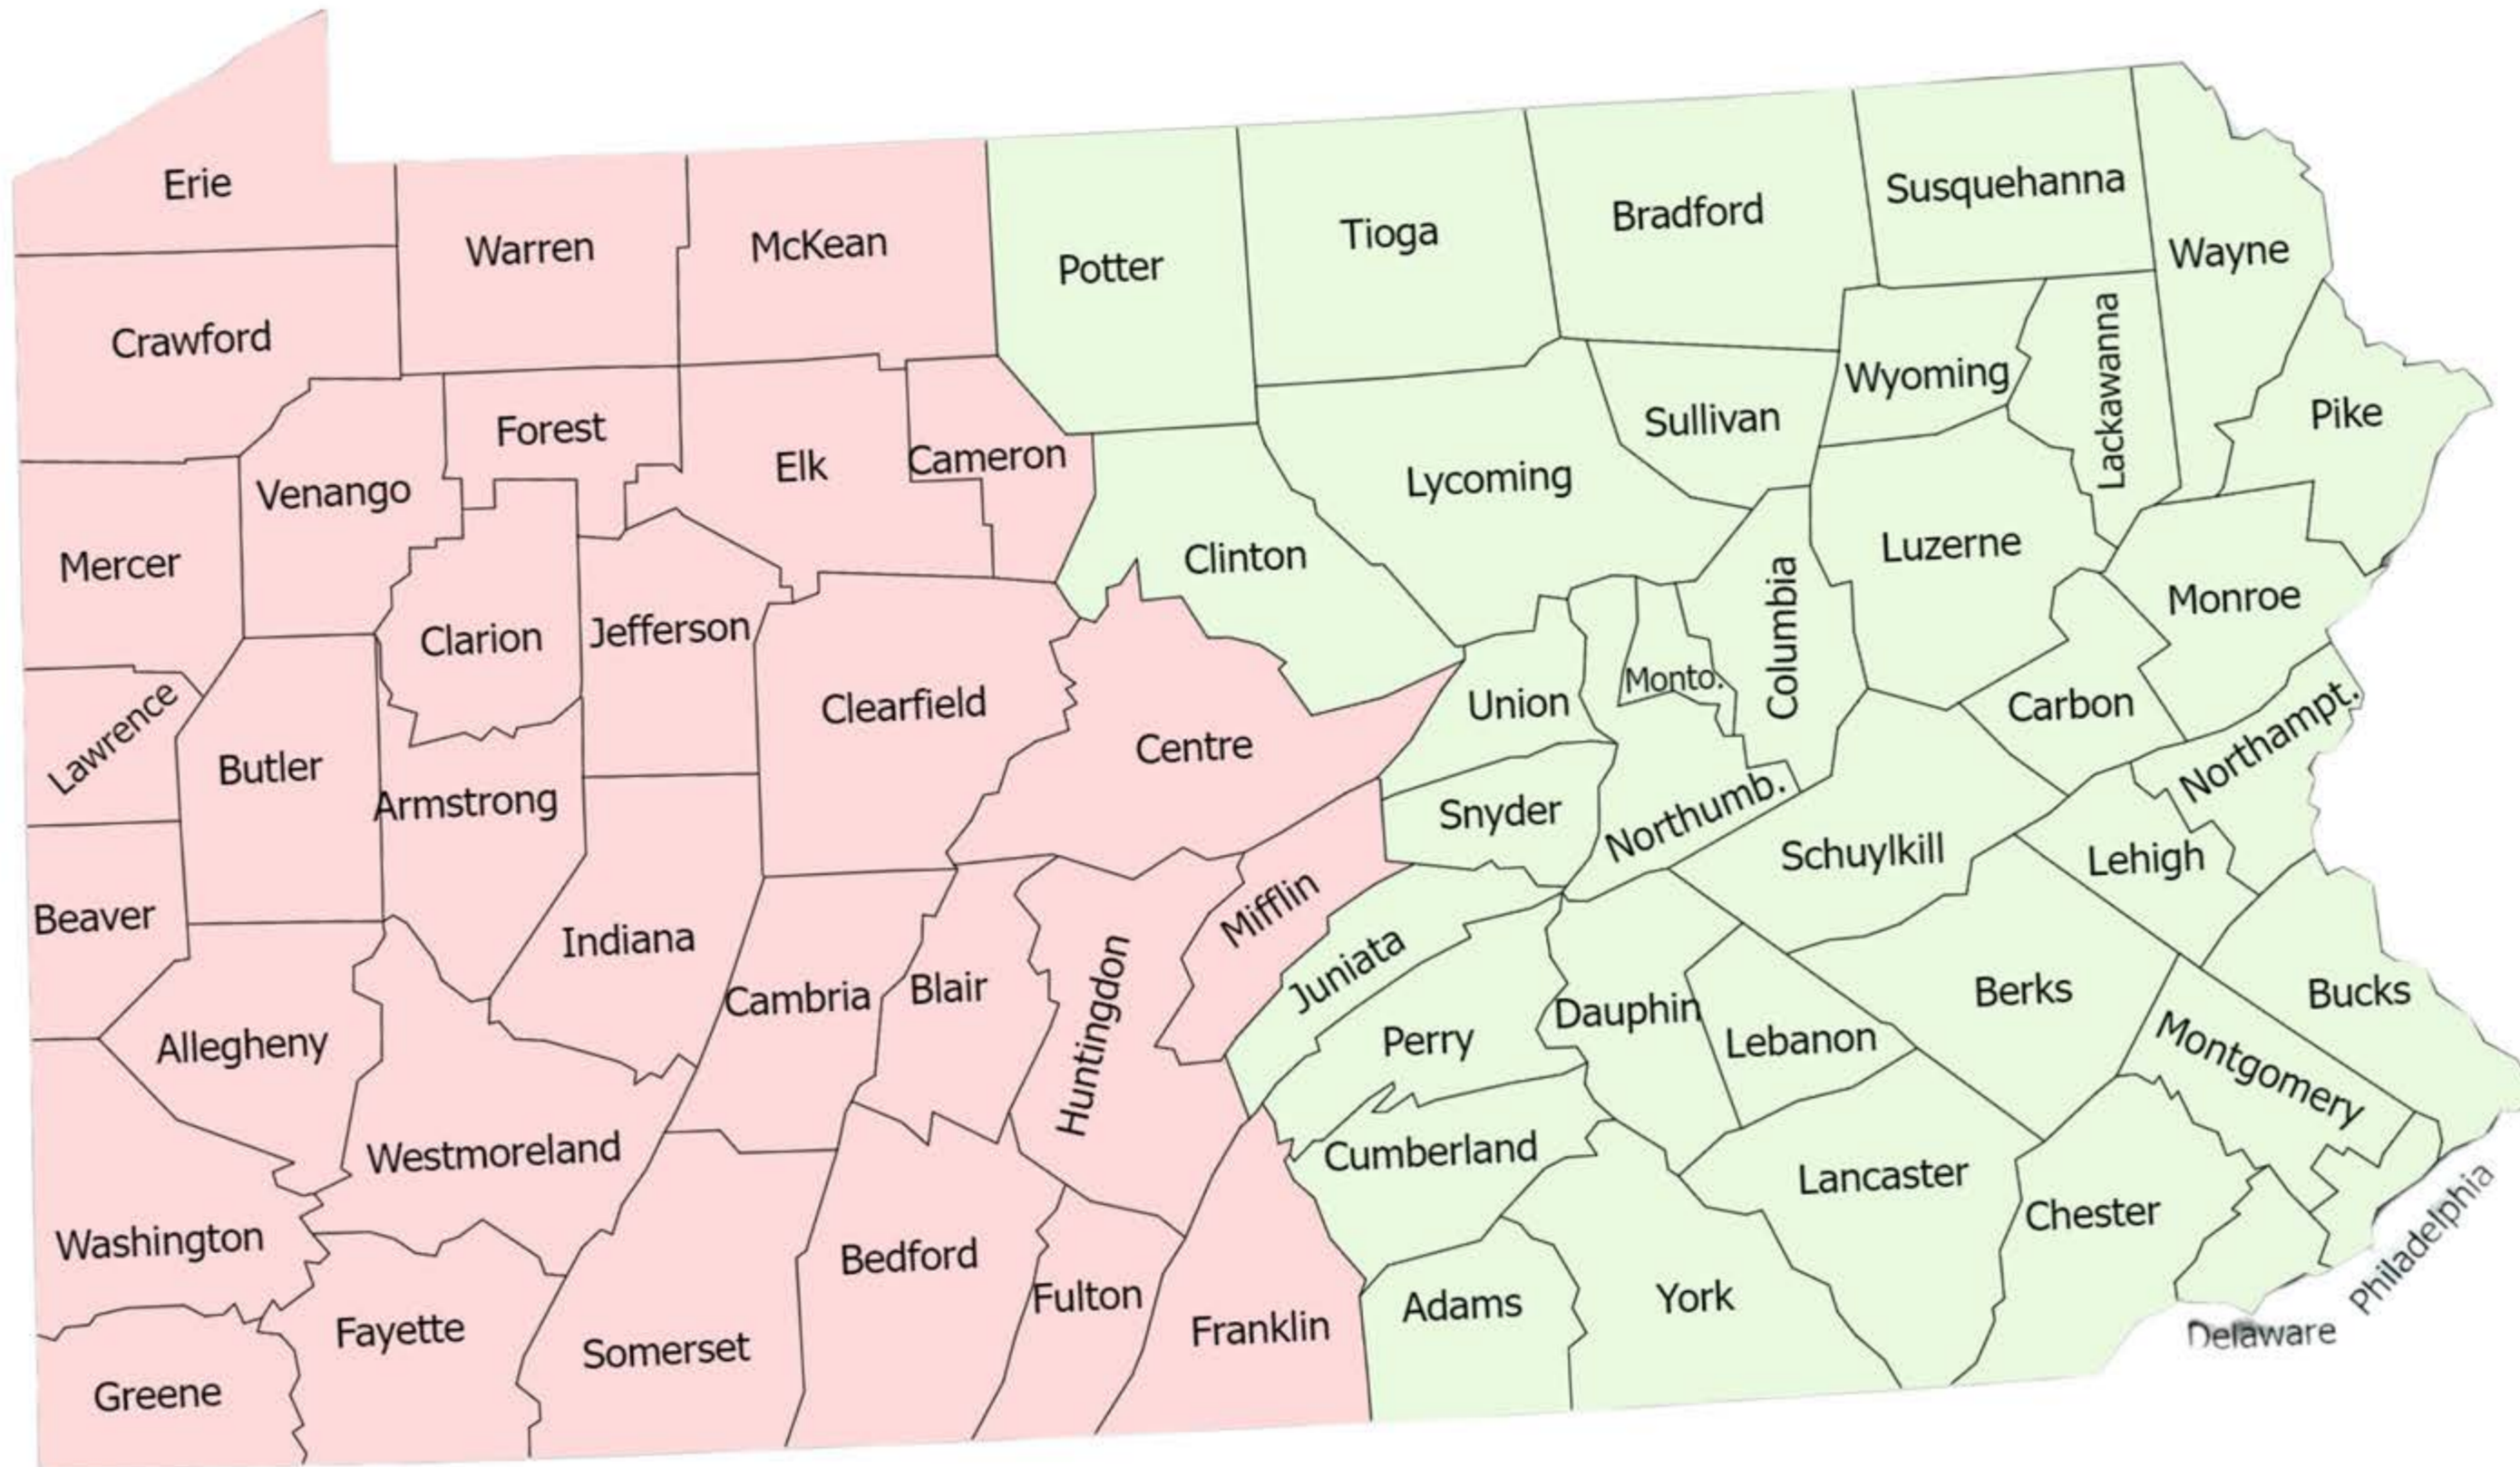 Erie
Warren
McKean
Potter
Tioga
Bradford
Susquehanna
Wayne
Crawford
Forest
Elk
Cameron
Sullivan
Wyoming
Lackawanna
Pike
Mercer
Venango
Clinton
Lycoming
Luzerne
Monroe
Clarion
Jefferson
Clearfield
Centre
Union
Monto.
Columbia
Carbon
Northampt.
Lawrence
Butler
Armstrong
Snyder
Northumb.
Schuylkill
Lehigh
Beaver
Indiana
Mifflin
Juniata
Allegheny
Cambria
Blair
Huntingdon
Perry
Dauphin
Lebanon
Berks
Montgomery
Bucks
Washington
Westmoreland
Bedford
Cumberland
Lancaster
Chester
Philadelphia
Greene
Fayette
Somerset
Fulton
Franklin
Adams
York
Delaware